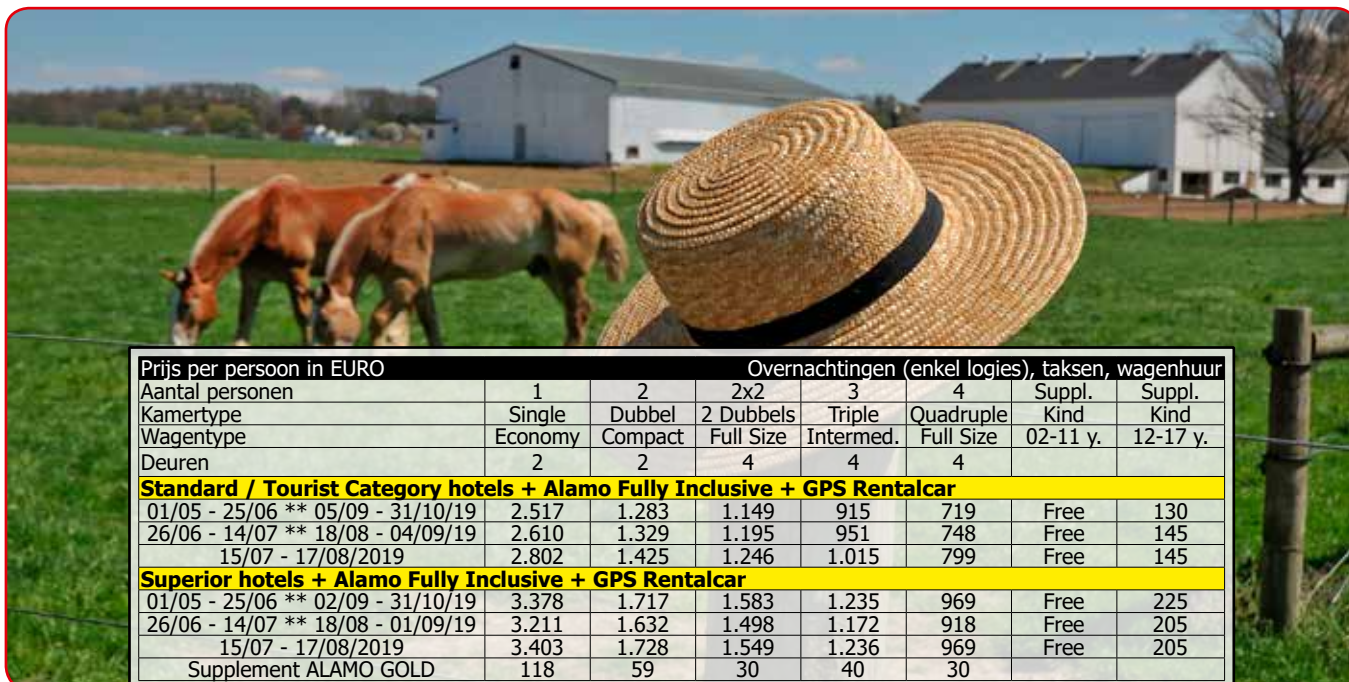 Prijs per persoon in EURO Overnachtingen (enkel logies), taksen, wagenhuur
Aantal personen 1 2 2x2 3 4 Suppl. Suppl.
Kamertype Single Dubbel 2 Dubbels Triple Quadruple Kind Kind
Wagentype Economy Compact Full Size Intermed. Full Size 02-11 y. 12-17 y.
Deuren 2 2 4 4 4
Standard / Tourist Category hotels + Alamo Fully Inclusive + GPS Rentalcar
01/05 - 25/06 ** 05/09 - 31/10/19 2.517 1.283 1.149 915 719 Free 130
26/06 - 14/07 ** 18/08 - 04/09/19 2.610 1.329 1.195 951 748 Free 145
15/07 - 17/08/2019 2.802 1.425 1.246 1.015 799 Free 145
Superior hotels + Alamo Fully Inclusive + GPS Rentalcar
01/05 - 25/06 ** 02/09 - 31/10/19 3.378 1.717 1.583 1.235 969 Free 225
26/06 - 14/07 ** 18/08 - 01/09/19 3.211 1.632 1.498 1.172 918 Free 205
15/07 - 17/08/2019 3.403 1.728 1.549 1.236 969 Free 205
Supplement ALAMO GOLD 118 59 30 40 30